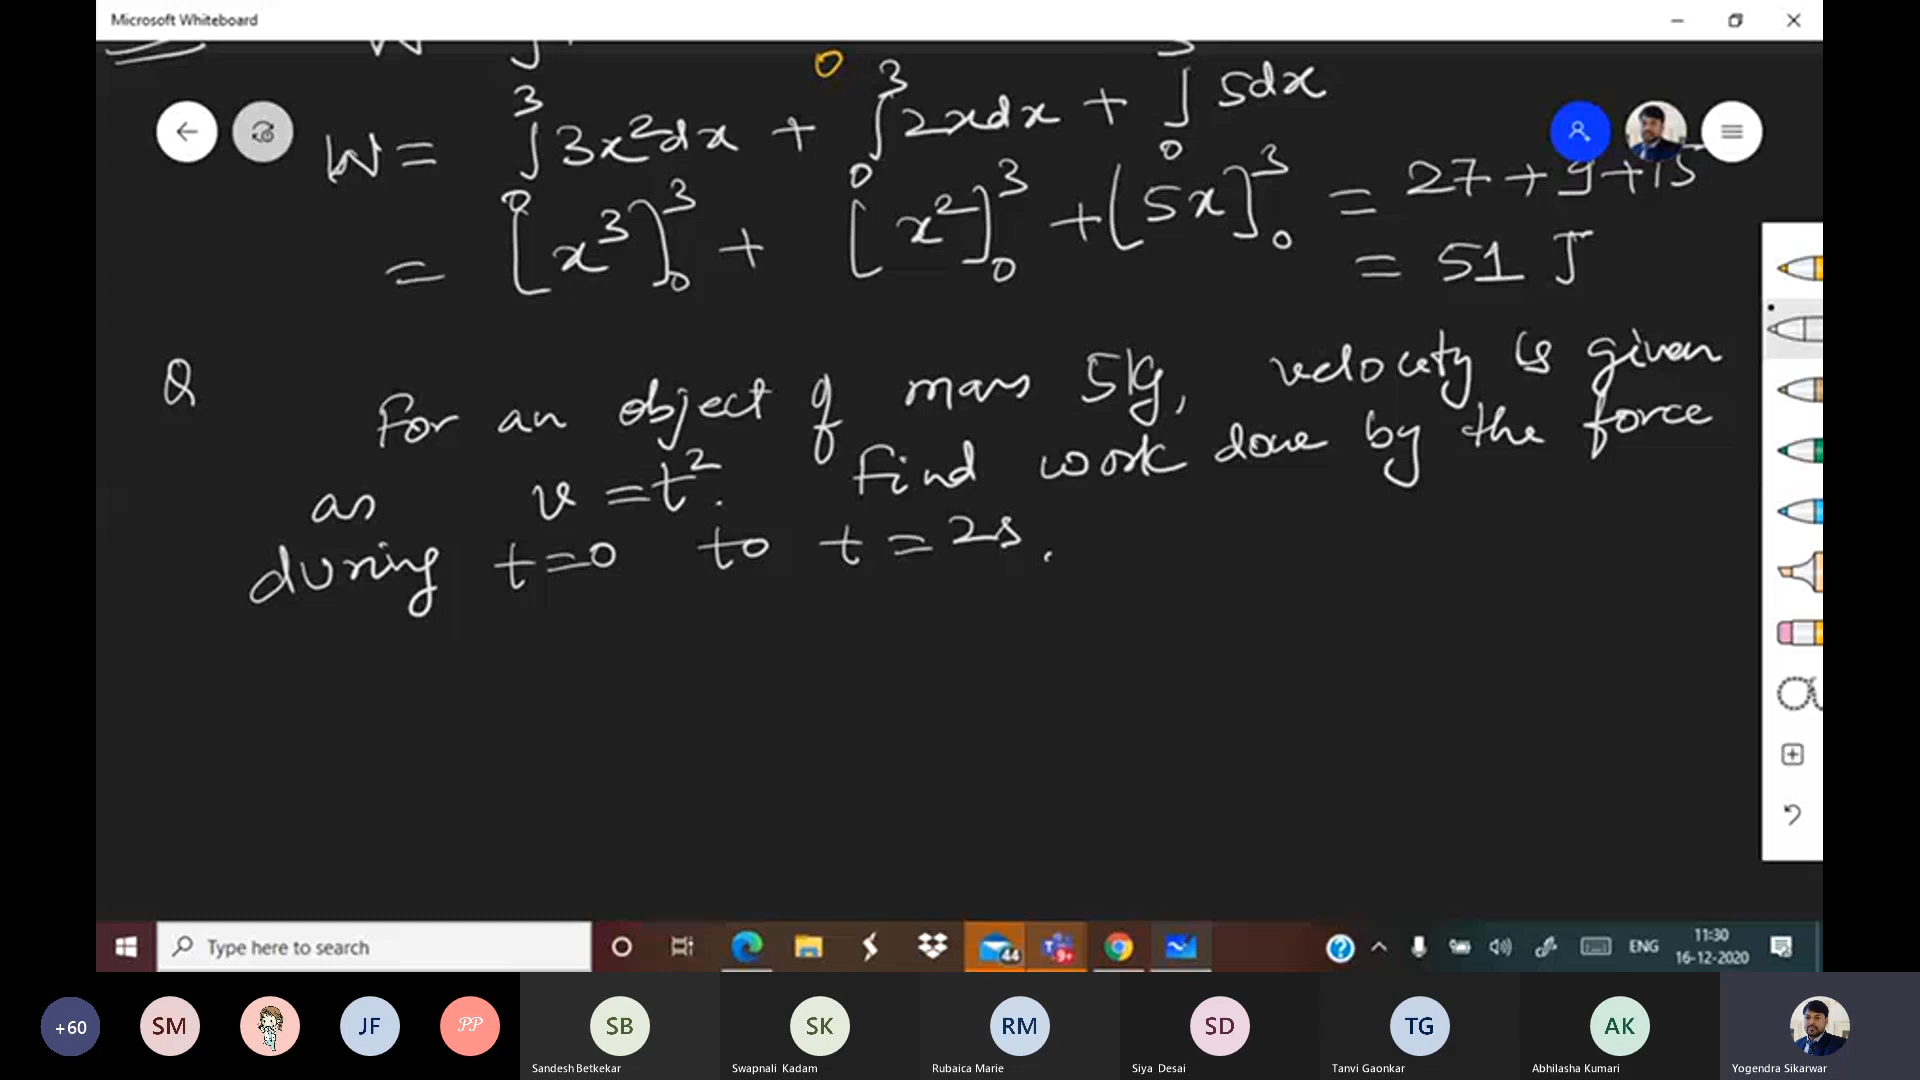 Microsoft Whiteboard
W = ∫₀³ 3x²dx + ∫₀³ 2xdx + ∫₀³ 5dx
= [x³]₀³ + [x²]₀³ + [5x]₀³ = 27 + 9 + 15
= 51 J
Q For an object of mass 5kg, velocity is given
as v = t². Find work done by the force
during t=0 to t=2s.
Type here to search
44
9+
ENG
11:30
16-12-2020
+60
SM
JF
PP
SB
SK
RM
SD
TG
AK
Sandesh Betkekar
Swapnali Kadam
Rubaica Marie
Siya Desai
Tanvi Gaonkar
Abhilasha Kumari
Yogendra Sikarwar